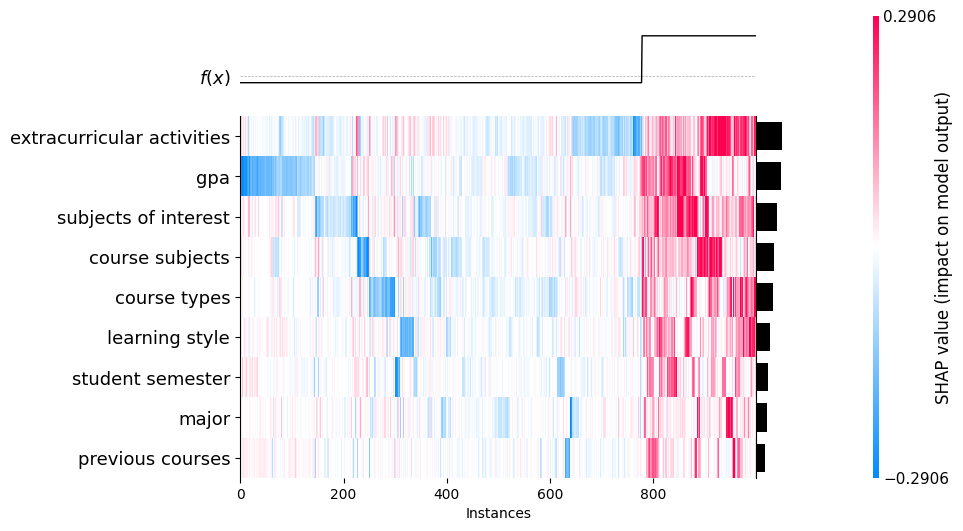 0.2906
f(x)
extracurricular activities
gpa
subjects of interest
course subjects
course types
learning style
student semester
major
previous courses
0 200 400 600 800
Instances
−0.2906
SHAP value (impact on model output)